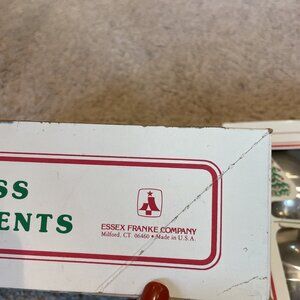 SS
ENTS
ESSEX FRANKE COMPANY
Milford, CT. 06460 • Made in U.S.A.